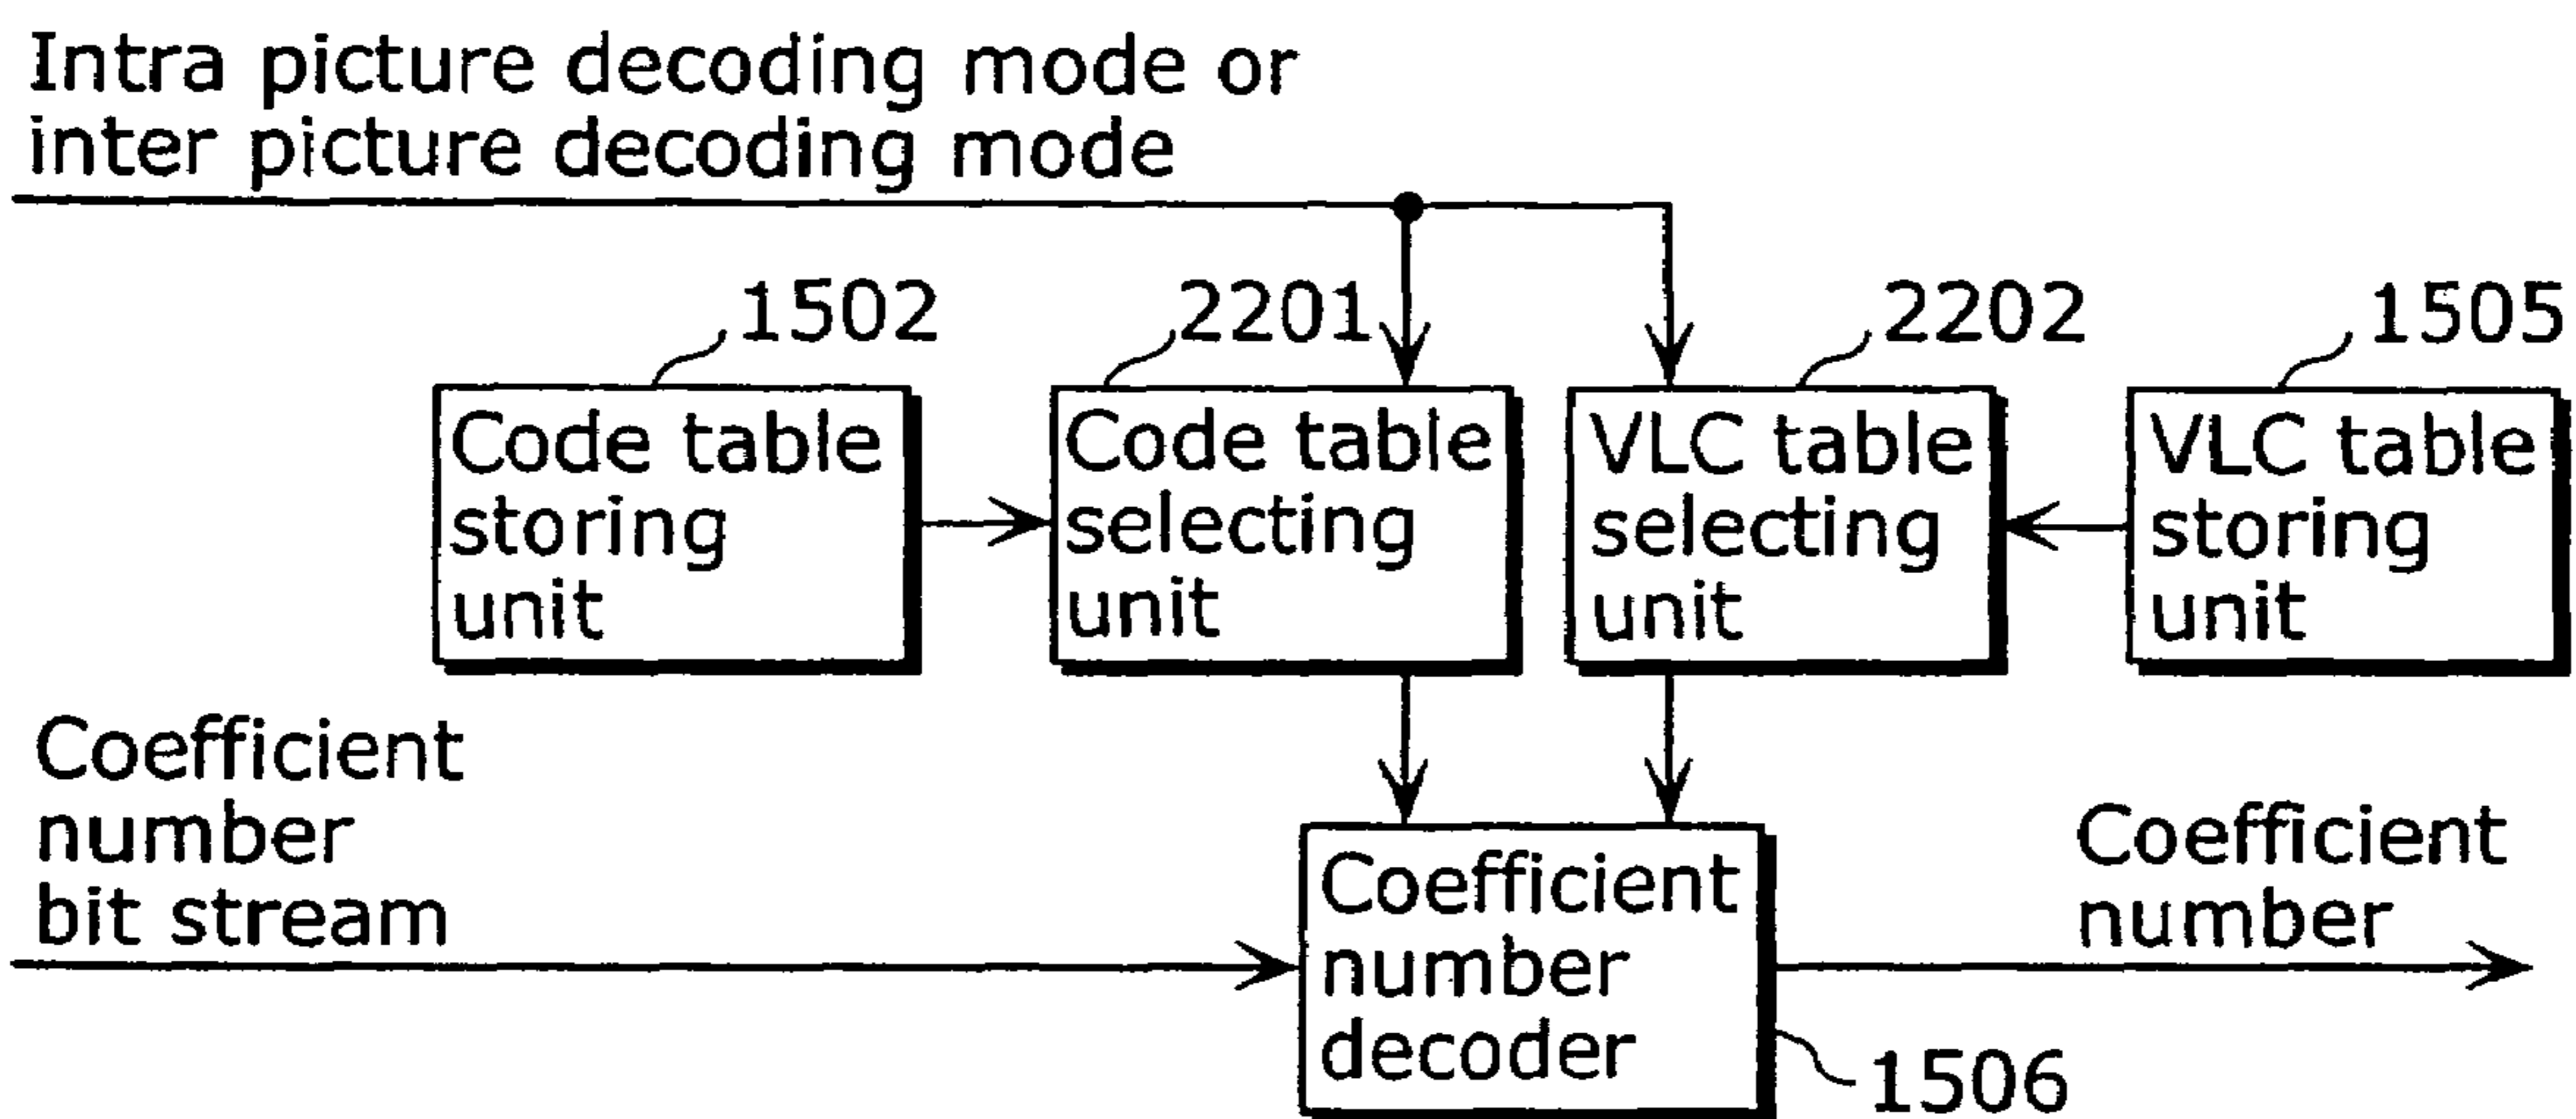 Intra picture decoding mode or
inter picture decoding mode
1502
2201
2202
1505
Code table
storing
unit
Code table
selecting
unit
VLC table
selecting
unit
VLC table
storing
unit
Coefficient
number
bit stream
Coefficient
number
decoder
Coefficient
number
1506